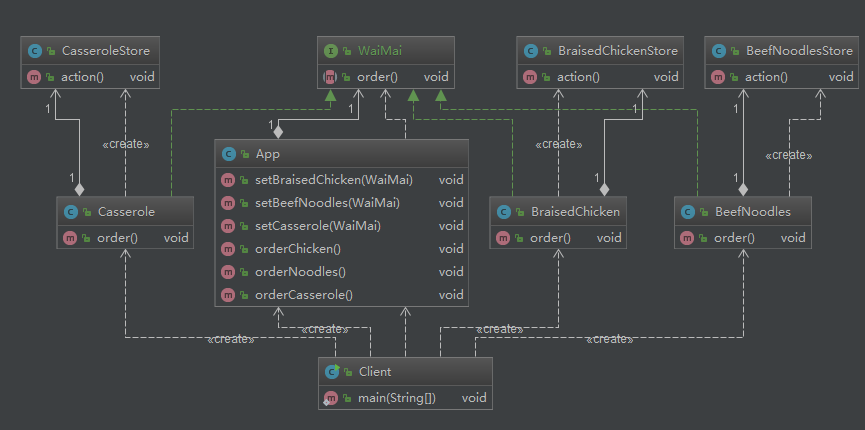 CasseroleStore
action() void
WaiMai
order() void
BraisedChickenStore
action() void
BeefNoodlesStore
action() void
1
1
1
1
«create»
«create»
«create»
1
1
1
1
App
setBraisedChicken(WaiMai) void
setBeefNoodles(WaiMai) void
setCasserole(WaiMai) void
orderChicken() void
orderNoodles() void
orderCasserole() void
Casserole
order() void
BraisedChicken
order() void
BeefNoodles
order() void
«create»
«create»
«create»
«create»
Client
main(String[]) void